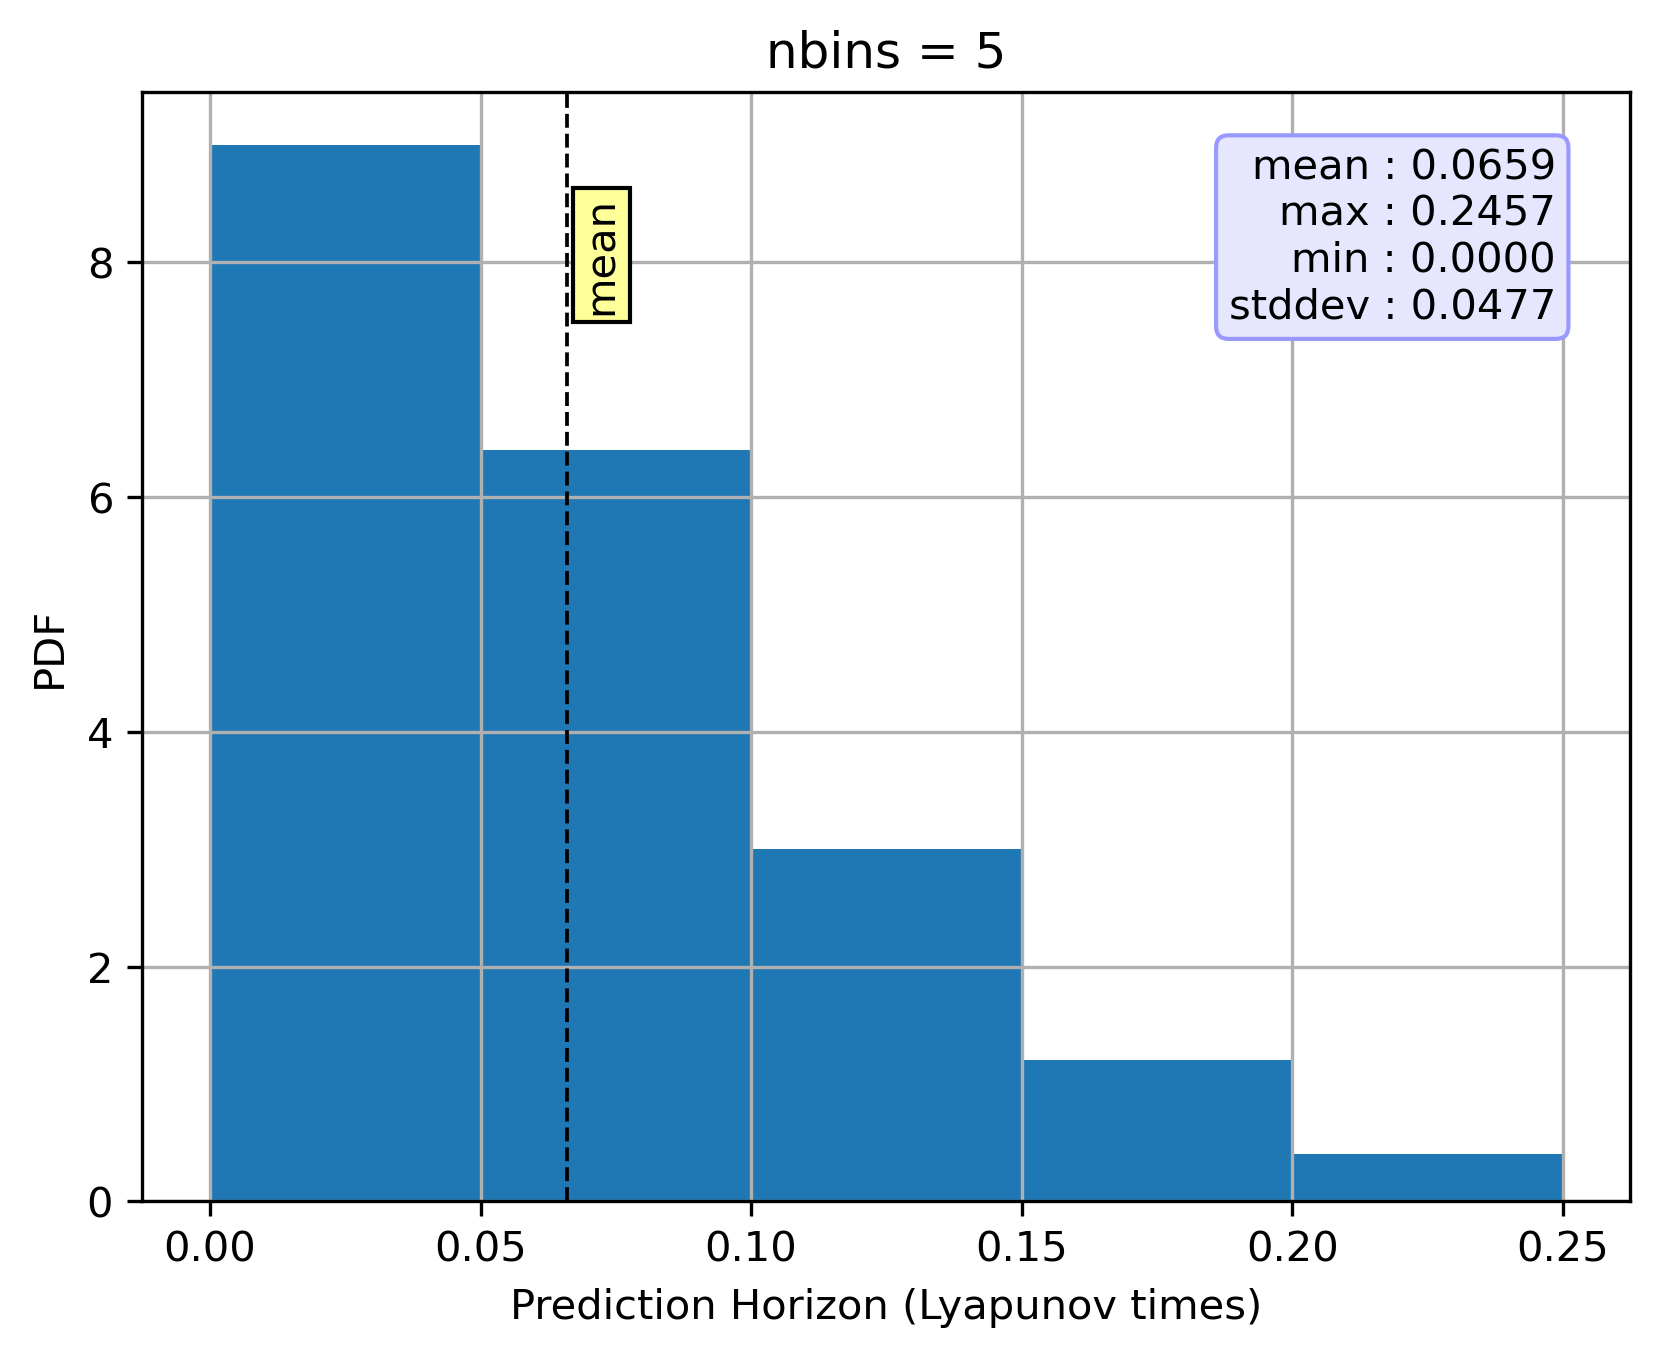 nbins = 5
mean : 0.0659
max : 0.2457
min : 0.0000
stddev : 0.0477
mean
PDF
8
6
4
2
0
0.00 0.05 0.10 0.15 0.20 0.25
Prediction Horizon (Lyapunov times)